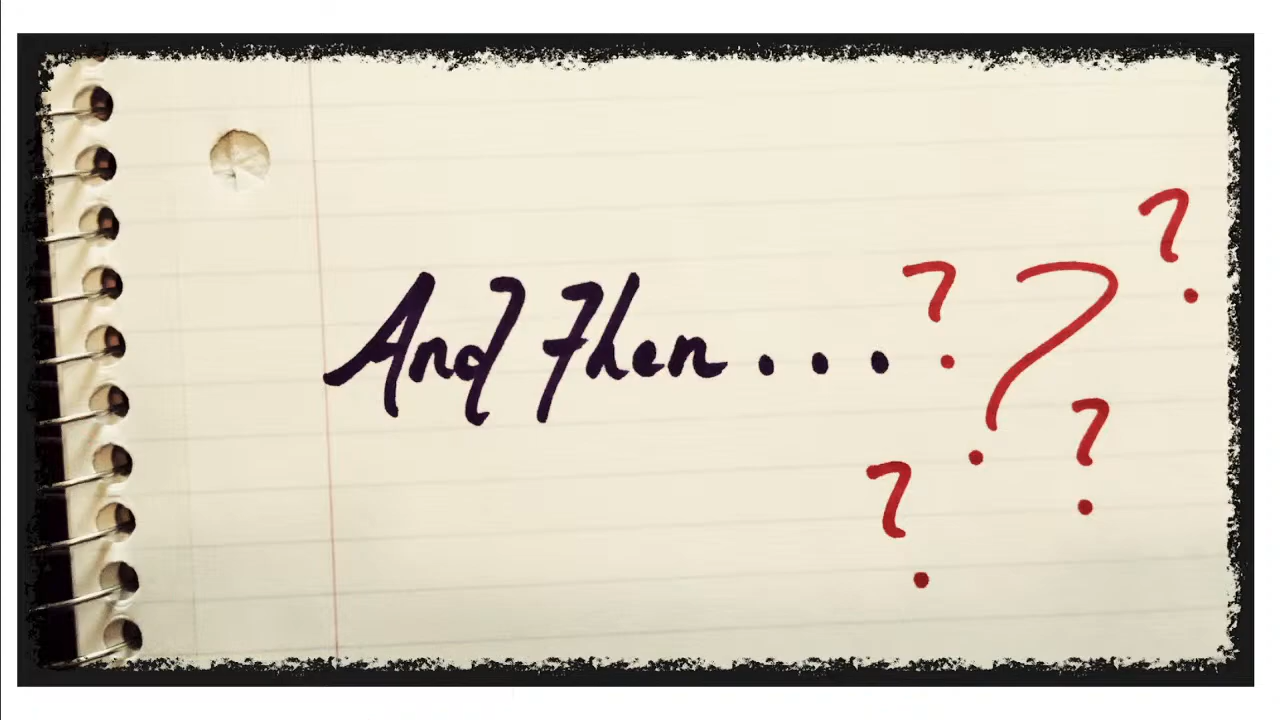 And Then . . . ? ? ?
? ?